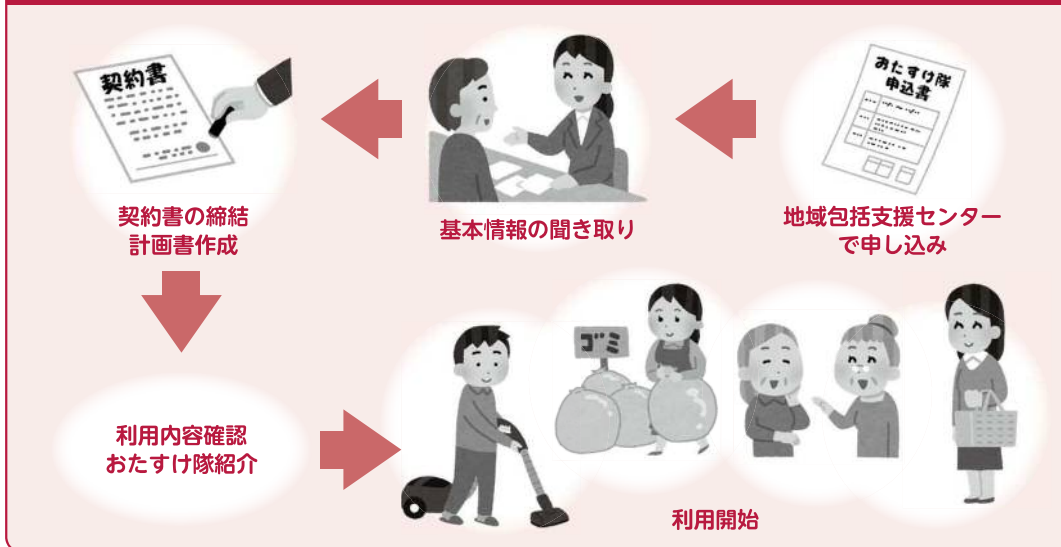 おたすけ隊
申込書
地域包括支援センター
で申し込み
基本情報の聞き取り
契約書
契約書の締結
計画書作成
利用内容確認
おたすけ隊紹介
ゴミ
利用開始